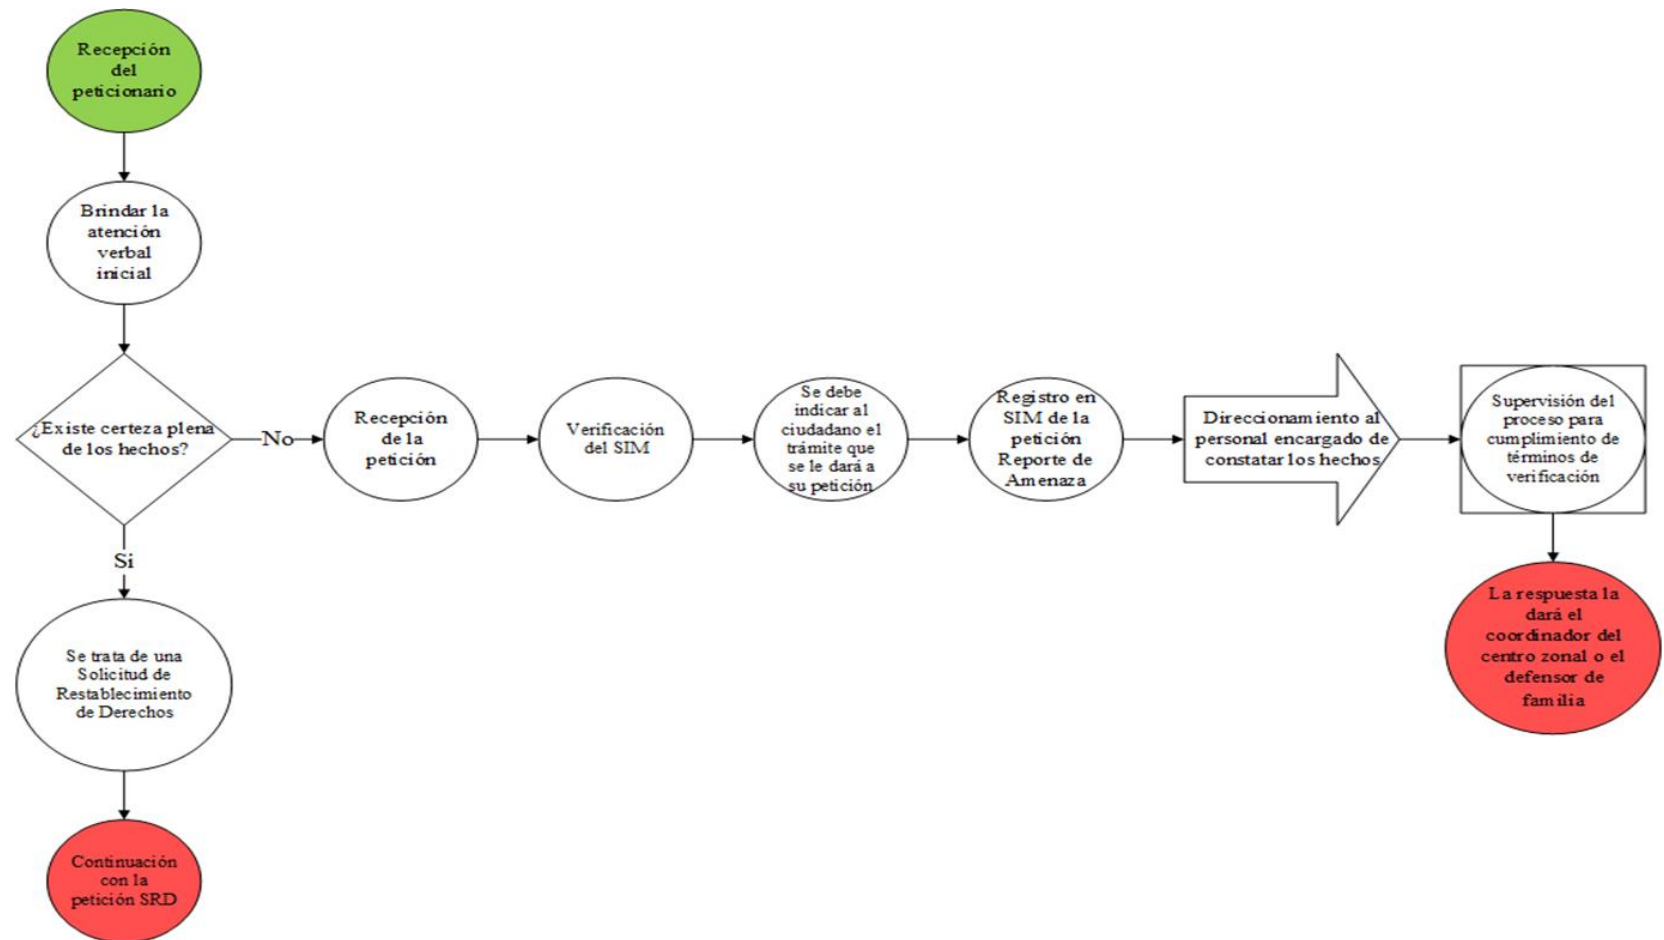 Recepción
del
peticionario
Brindar la
atención
verbal
inicial
¿Existe certeza plena
de los hechos?
No
Recepción
de la
petición
Verificación
del SIM
Se debe
indicar al
ciudadano el
trámite que
se le dará a
su petición
Registro en
SIM de la
petición
Reporte de
Amenaza
Direccionamiento al
personal encargado de
constatar los hechos
Supervisión del
proceso para
cumplimiento de
términos de
verificación
La respuesta la
dará el
coordinador del
centro zonal o el
defensor de
familia
Si
Se trata de una
Solicitud de
Restablecimiento
de Derechos
Continuación
con la
petición SRD